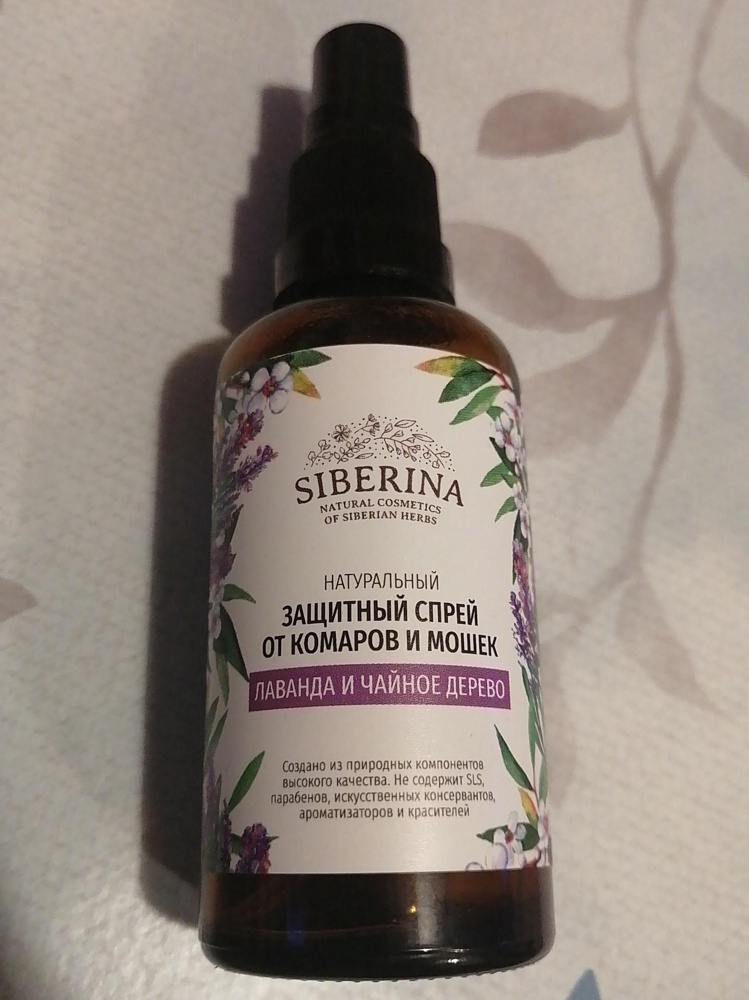 SIBERINA
NATURAL COSMETICS
OF SIBERIAN HERBS
НАТУРАЛЬНЫЙ
ЗАЩИТНЫЙ СПРЕЙ
ОТ КОМАРОВ И МОШЕК
ЛАВАНДА И ЧАЙНОЕ ДЕРЕВО
Создано из природных компонентов
высокого качества. Не содержит SLS,
парабенов, искусственных консервантов,
ароматизаторов и красителей